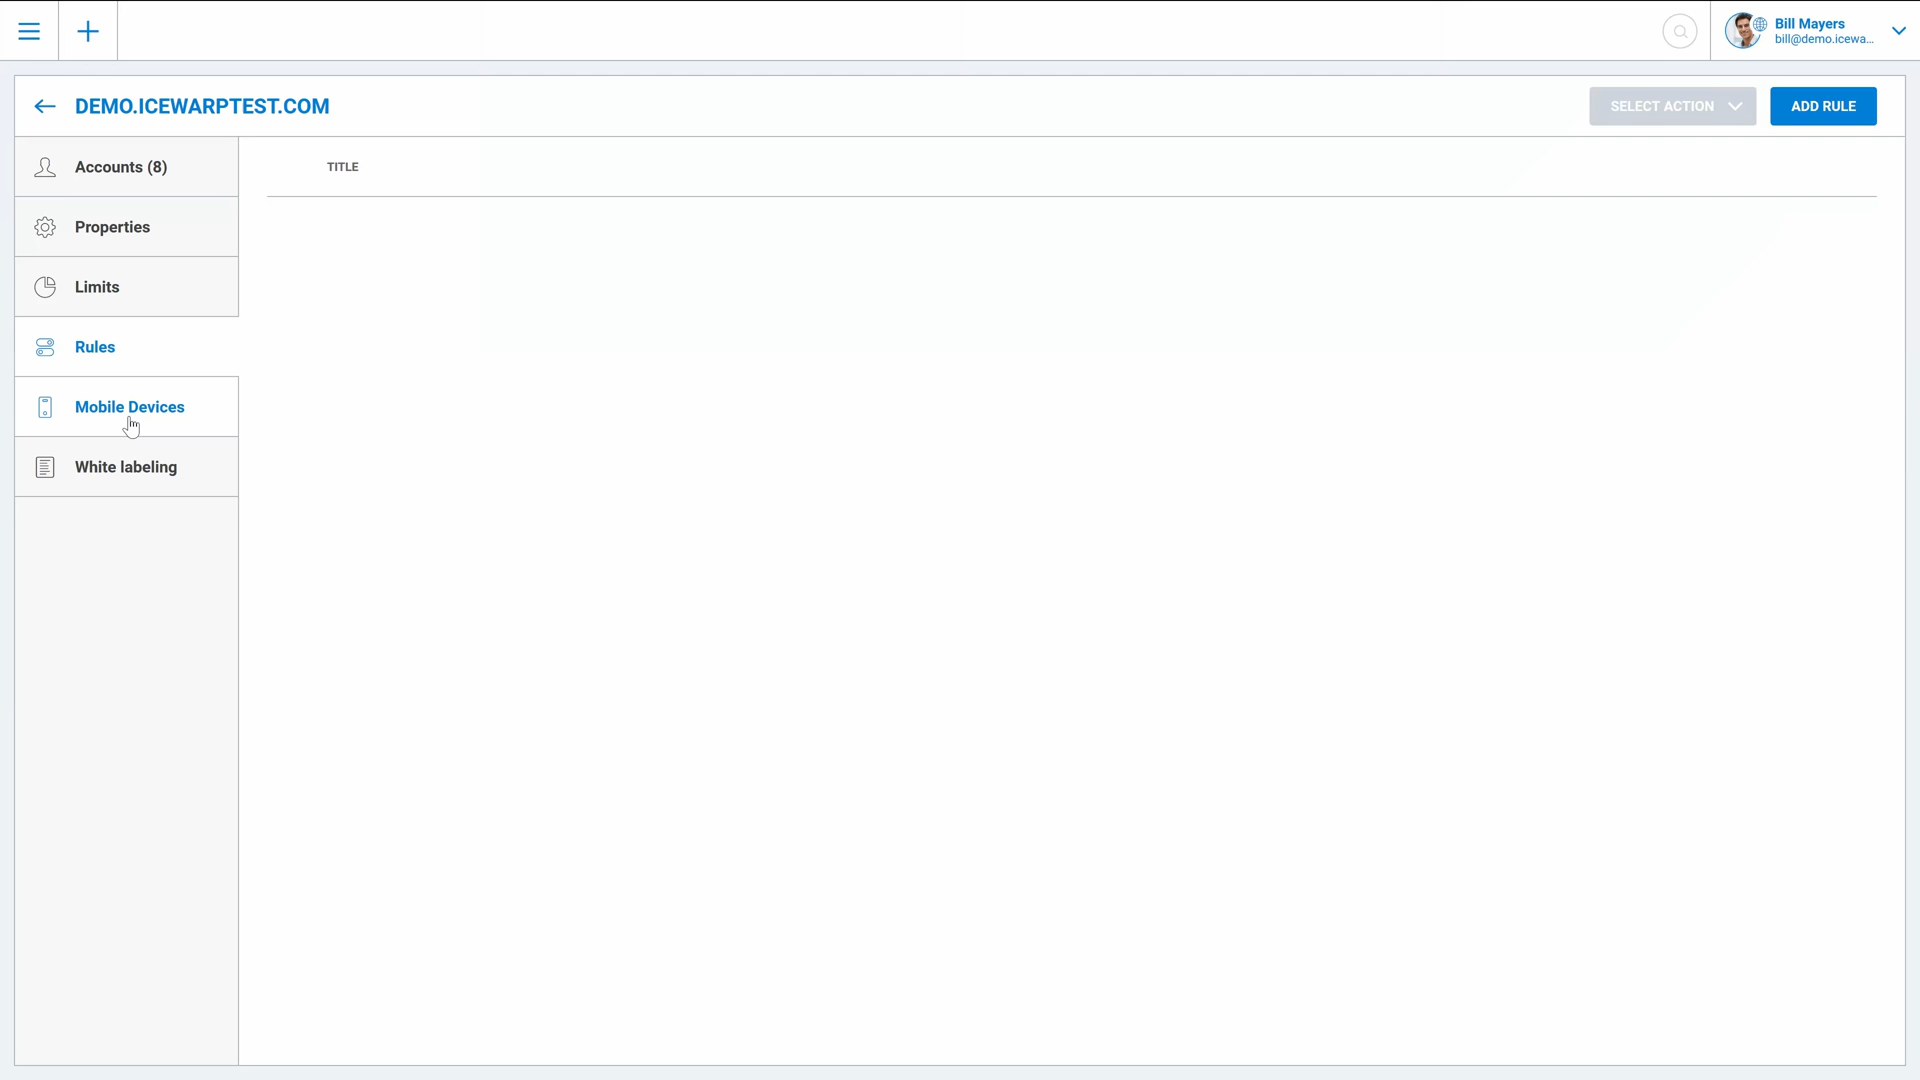 Bill Mayers
bill@demo.icewa...
DEMO.ICEWARPTEST.COM
SELECT ACTION
ADD RULE
Accounts (8)
TITLE
Properties
Limits
Rules
Mobile Devices
White labeling